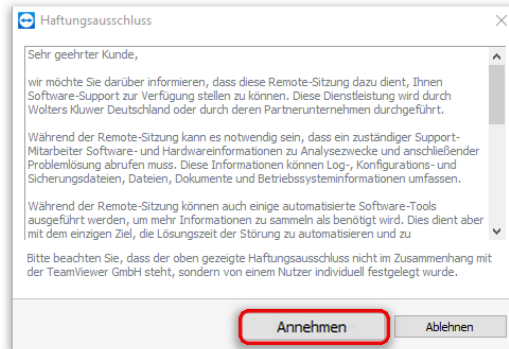 Haftungsausschluss
Sehr geehrter Kunde,
wir möchte Sie darüber informieren, dass diese Remote-Sitzung dazu dient, Ihnen
Software-Support zur Verfügung stellen zu können. Diese Dienstleistung wird durch
Wolters Kluwer Deutschland oder durch deren Partnerunternehmen durchgeführt.
Während der Remote-Sitzung kann es notwendig sein, dass ein zuständiger Support-
Mitarbeiter Software- und Hardwareinformationen zu Analysezwecke und anschließender
Problemlösung abrufen muss. Diese Informationen können Log-, Konfigurations- und
Sicherungsdateien, Dateien, Dokumente und Betriebssysteminformationen umfassen.
Während der Remote-Sitzung können auch einige automatisierte Software-Tools
ausgeführt werden, um mehr Informationen zu sammeln als benötigt wird. Dies dient aber
mit dem einzigen Ziel, die Lösungszeit der Störung zu automatisieren und zu
Bitte beachten Sie, dass der oben gezeigte Haftungsausschluss nicht im Zusammenhang mit
der TeamViewer GmbH steht, sondern von einem Nutzer individuell festgelegt wurde.
Annehmen
Ablehnen